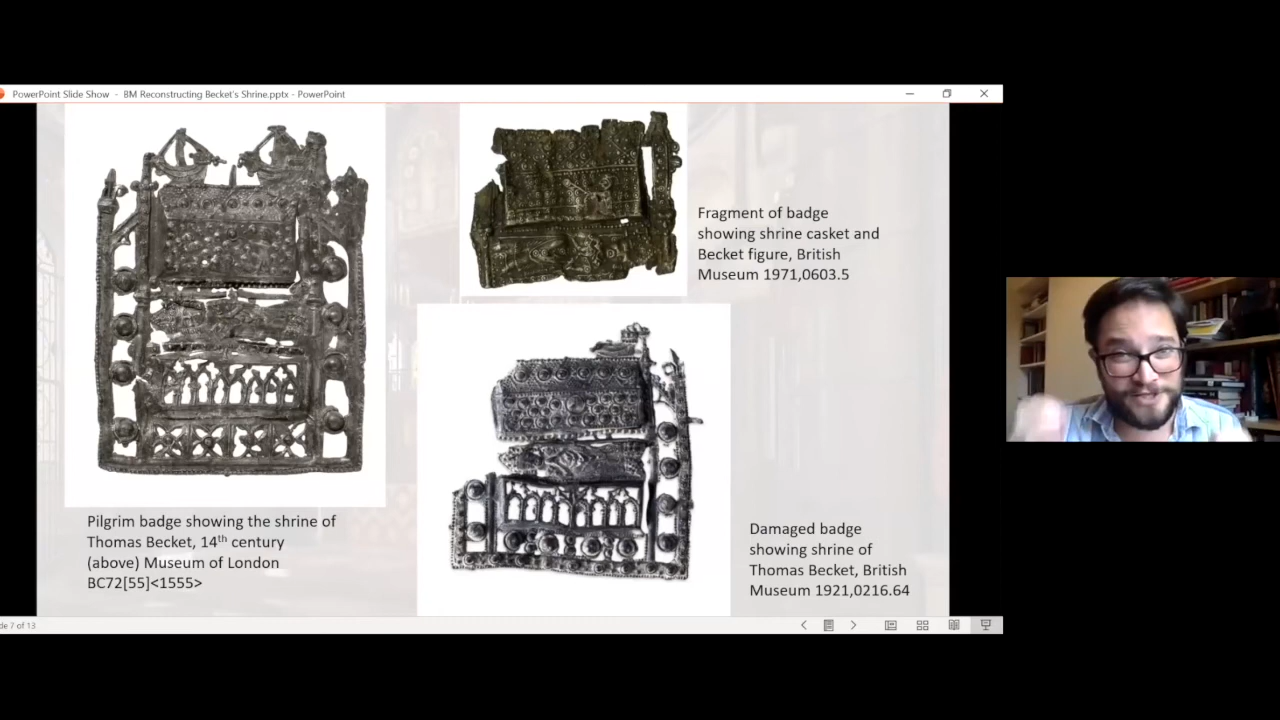 PowerPoint Slide Show - BM Reconstructing Becket's Shrine.pptx - PowerPoint
Fragment of badge
showing shrine casket and
Becket figure, British
Museum 1971,0603.5
Pilgrim badge showing the shrine of
Thomas Becket, 14th century
(above) Museum of London
BC72[55]<1555>
Damaged badge
showing shrine of
Thomas Becket, British
Museum 1921,0216.64
de 7 of 13